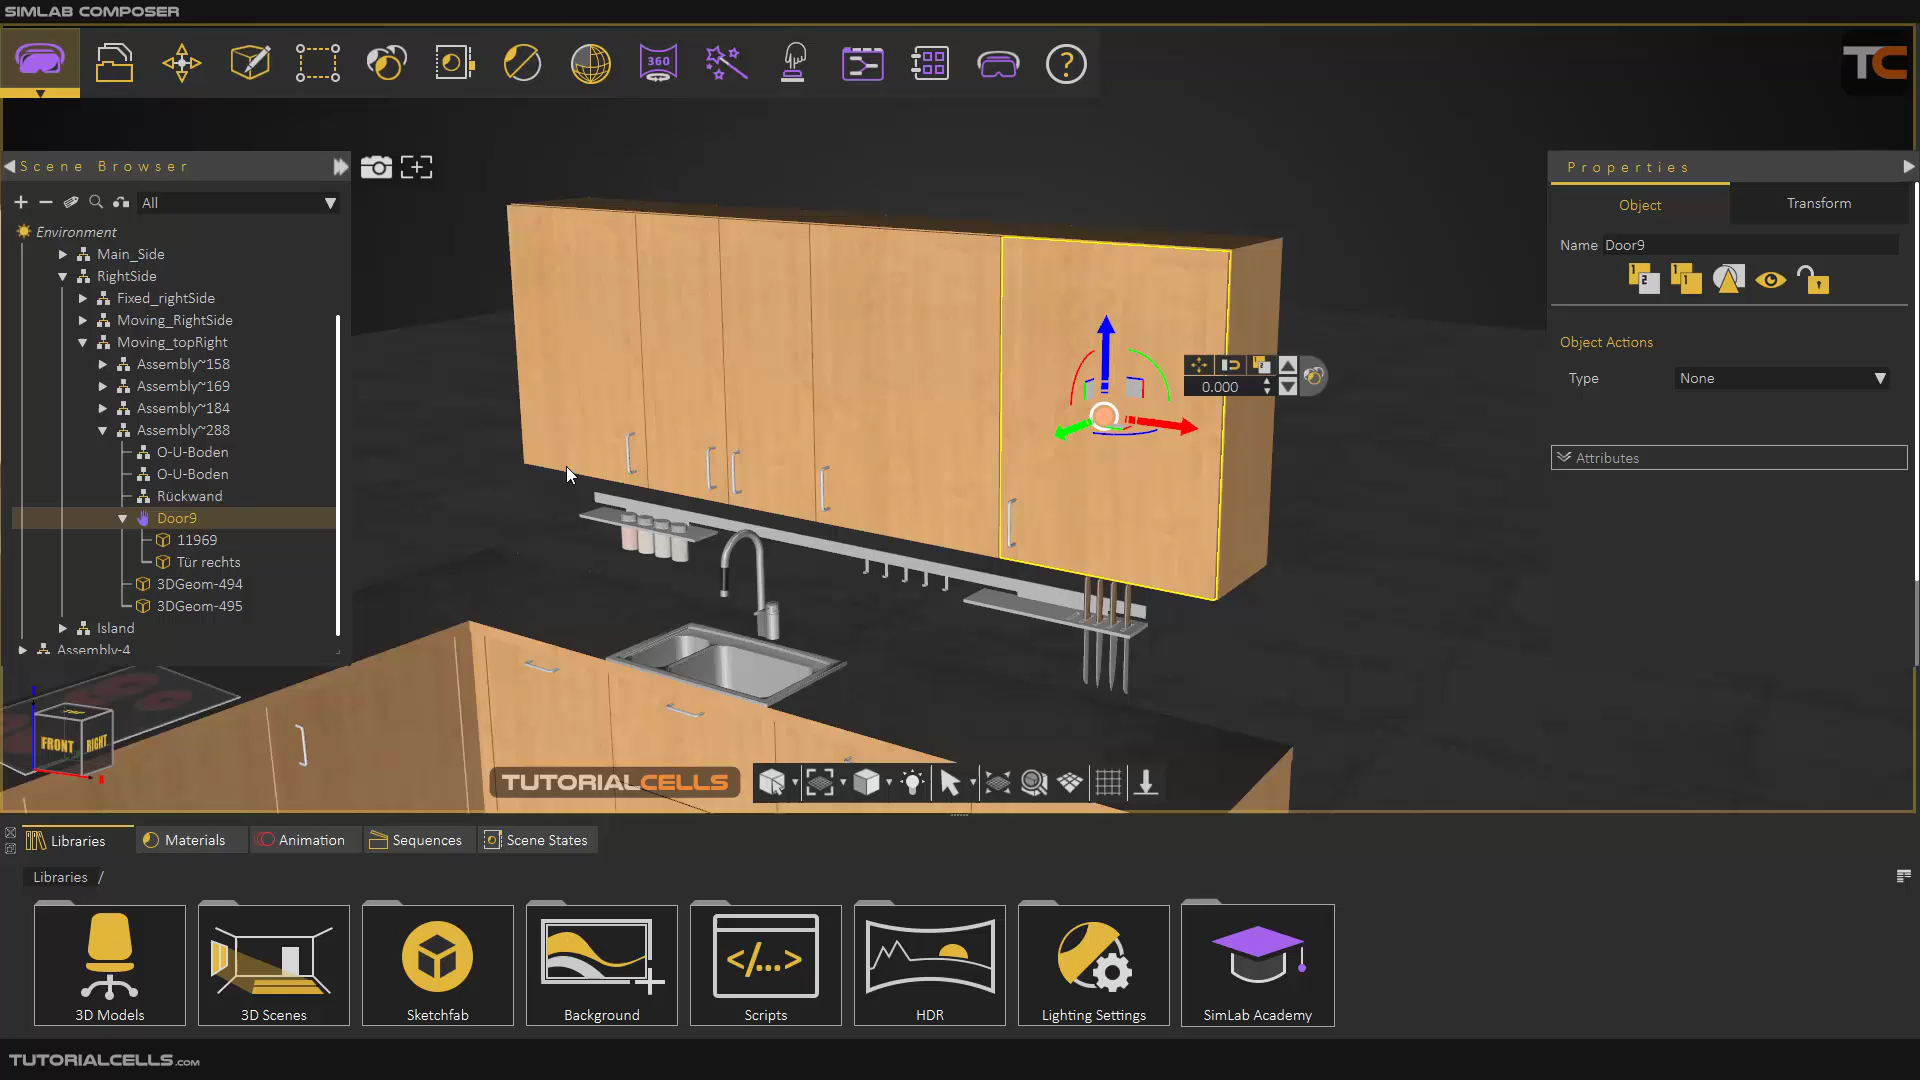 SIMLAB COMPOSER
360
?
TC
Scene Browser
All
Environment
Main_Side
RightSide
Fixed_rightSide
Moving_RightSide
Moving_topRight
Assembly~158
Assembly~169
Assembly~184
Assembly~288
O-U-Boden
O-U-Boden
Rückwand
Door9
11969
Tür rechts
3DGeom-494
3DGeom-495
Island
Assembly-4
Properties
Object
Transform
Name Door9
Object Actions
Type None
Attributes
0.000
TOP
FRONT
RIGHT
TUTORIALCELLS
Libraries
Materials
Animation
Sequences
Scene States
Libraries /
</...>
3D Models
3D Scenes
Sketchfab
Background
Scripts
HDR
Lighting Settings
SimLab Academy
TUTORIALCELLS.COM